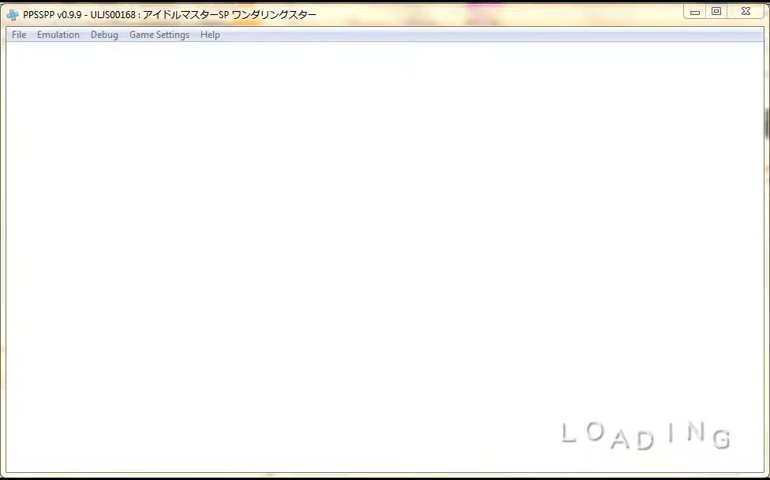 PPSSPP v0.9.9 - ULJS00168 : アイドルマスターSP ワンダリングスター
File Emulation Debug Game Settings Help
LOADING